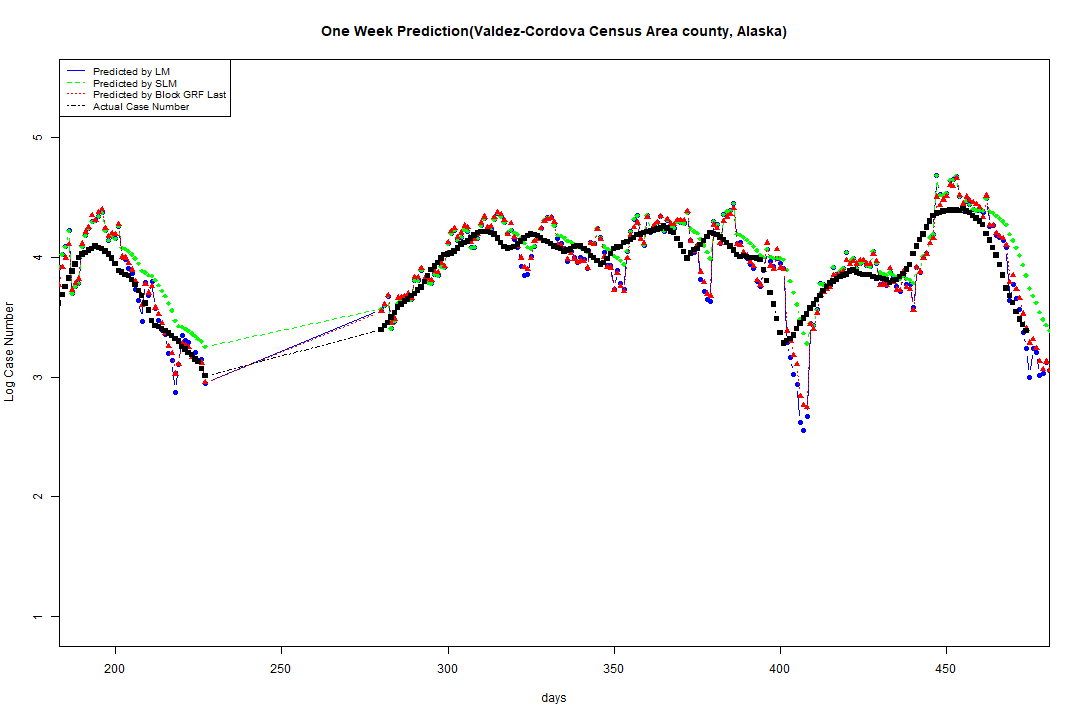 One Week Prediction(Valdez-Cordova Census Area county, Alaska)
Predicted by LM
Predicted by SLM
Predicted by Block GRF Last
Actual Case Number
Log Case Number
5
4
3
2
1
200 250 300 350 400 450
days